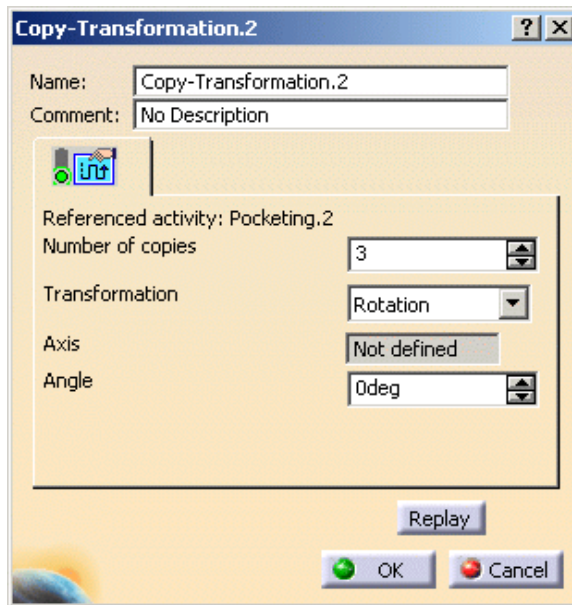 Copy-Transformation.2
Name: Copy-Transformation.2
Comment: No Description
Referenced activity: Pocketing.2
Number of copies 3
Transformation Rotation
Axis Not defined
Angle 0deg
Replay
OK Cancel